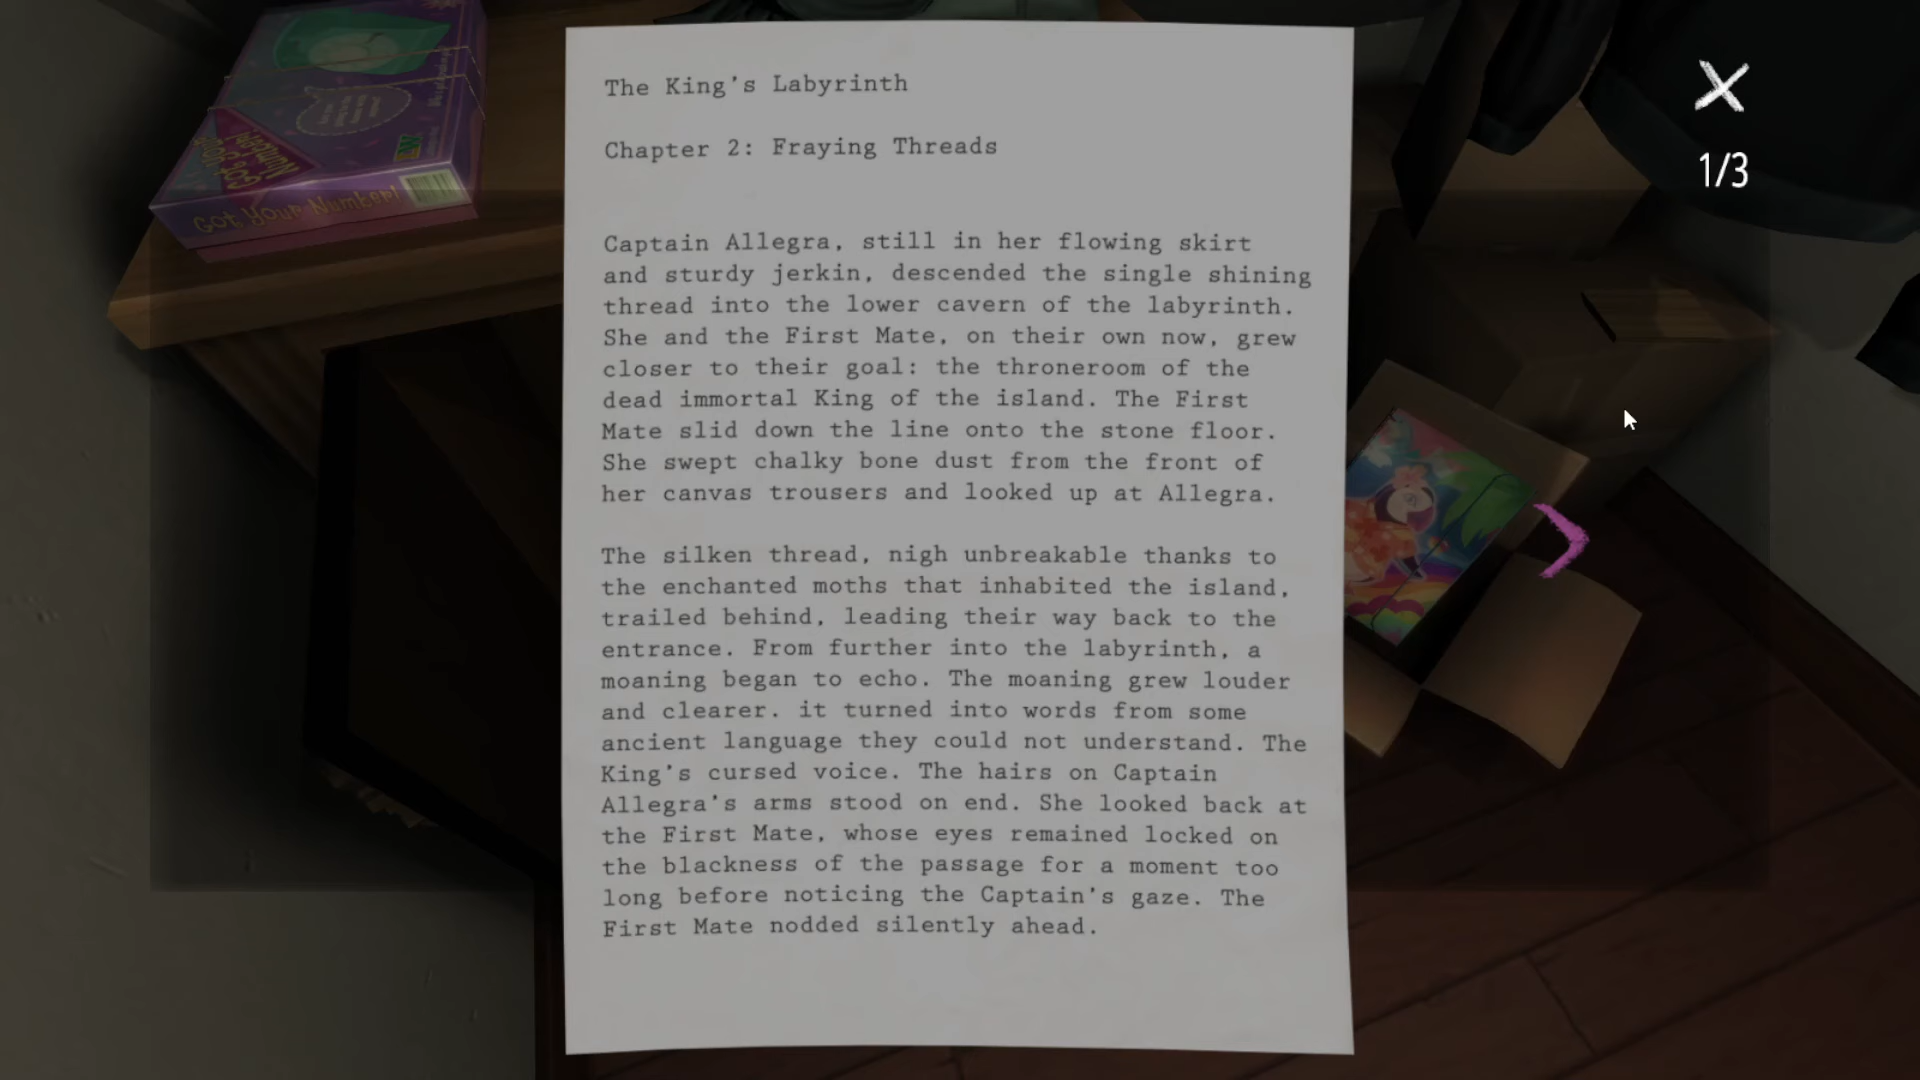 The King's Labyrinth
Chapter 2: Fraying Threads
Captain Allegra, still in her flowing skirt
and sturdy jerkin, descended the single shining
thread into the lower cavern of the labyrinth.
She and the First Mate, on their own now, grew
closer to their goal: the throneroom of the
dead immortal King of the island. The First
Mate slid down the line onto the stone floor.
She swept chalky bone dust from the front of
her canvas trousers and looked up at Allegra.
The silken thread, nigh unbreakable thanks to
the enchanted moths that inhabited the island,
trailed behind, leading their way back to the
entrance. From further into the labyrinth, a
moaning began to echo. The moaning grew louder
and clearer. it turned into words from some
ancient language they could not understand. The
King's cursed voice. The hairs on Captain
Allegra's arms stood on end. She looked back at
the First Mate, whose eyes remained locked on
the blackness of the passage for a moment too
long before noticing the Captain's gaze. The
First Mate nodded silently ahead.
1/3
Got Your Number!